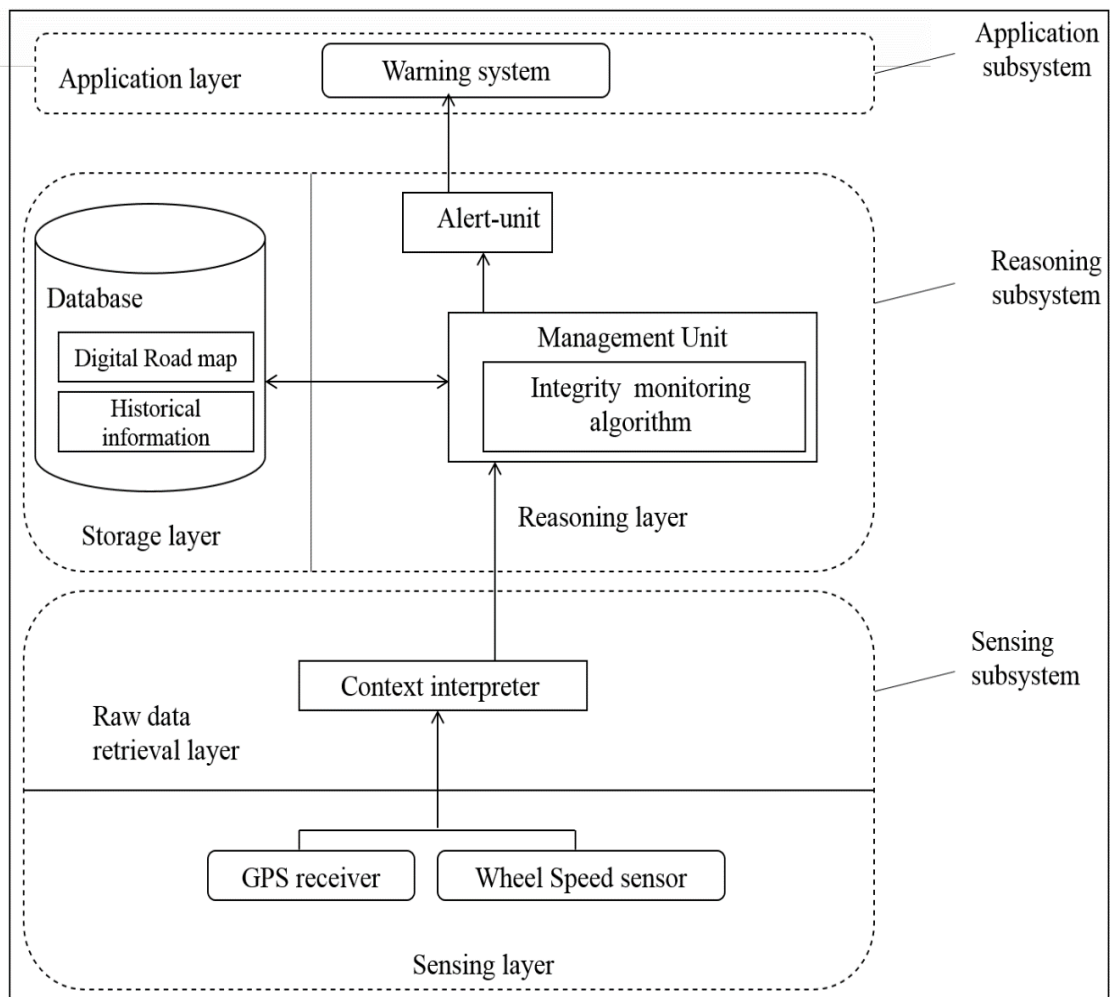 Application
subsystem
Warning system
Application layer
Alert-unit
Reasoning
subsystem
Database
Digital Road map
Historical
information
Management Unit
Integrity monitoring
algorithm
Reasoning layer
Storage layer
Sensing
subsystem
Context interpreter
Raw data
retrieval layer
GPS receiver
Wheel Speed sensor
Sensing layer